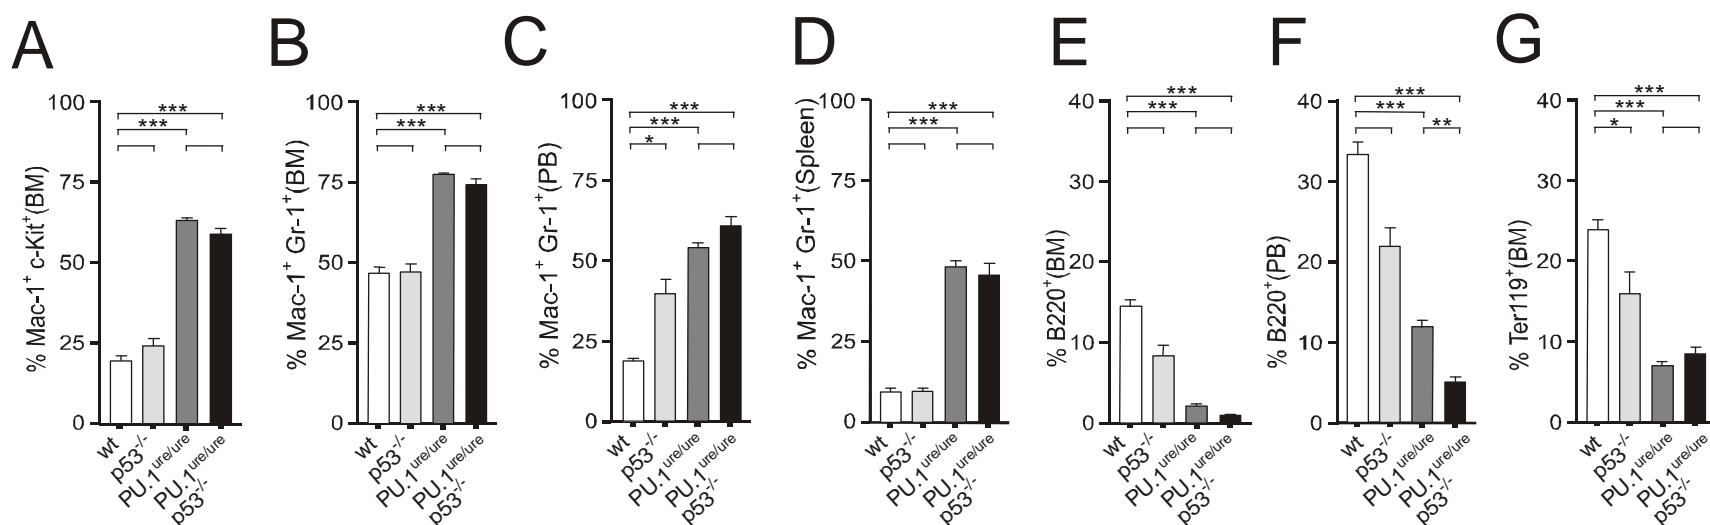 A
% Mac-1+ c-Kit+(BM)
100
75
50
25
0
***
***
wt
p53-/-
PU.1ure/ure
PU.1ure/ure
p53-/-
B
% Mac-1+ Gr-1+(BM)
100
75
50
25
0
***
***
wt
p53-/-
PU.1ure/ure
PU.1ure/ure
p53-/-
C
% Mac-1+ Gr-1+(PB)
100
75
50
25
0
***
***
*
wt
p53-/-
PU.1ure/ure
PU.1ure/ure
p53-/-
D
% Mac-1+ Gr-1+(Spleen)
100
75
50
25
0
***
***
wt
p53-/-
PU.1ure/ure
PU.1ure/ure
p53-/-
E
% B220+(BM)
40
30
20
10
0
***
***
wt
p53-/-
PU.1ure/ure
PU.1ure/ure
p53-/-
F
% B220+(PB)
40
30
20
10
0
***
***
**
wt
p53-/-
PU.1ure/ure
PU.1ure/ure
p53-/-
G
% Ter119+(BM)
40
30
20
10
0
***
***
*
wt
p53-/-
PU.1ure/ure
PU.1ure/ure
p53-/-